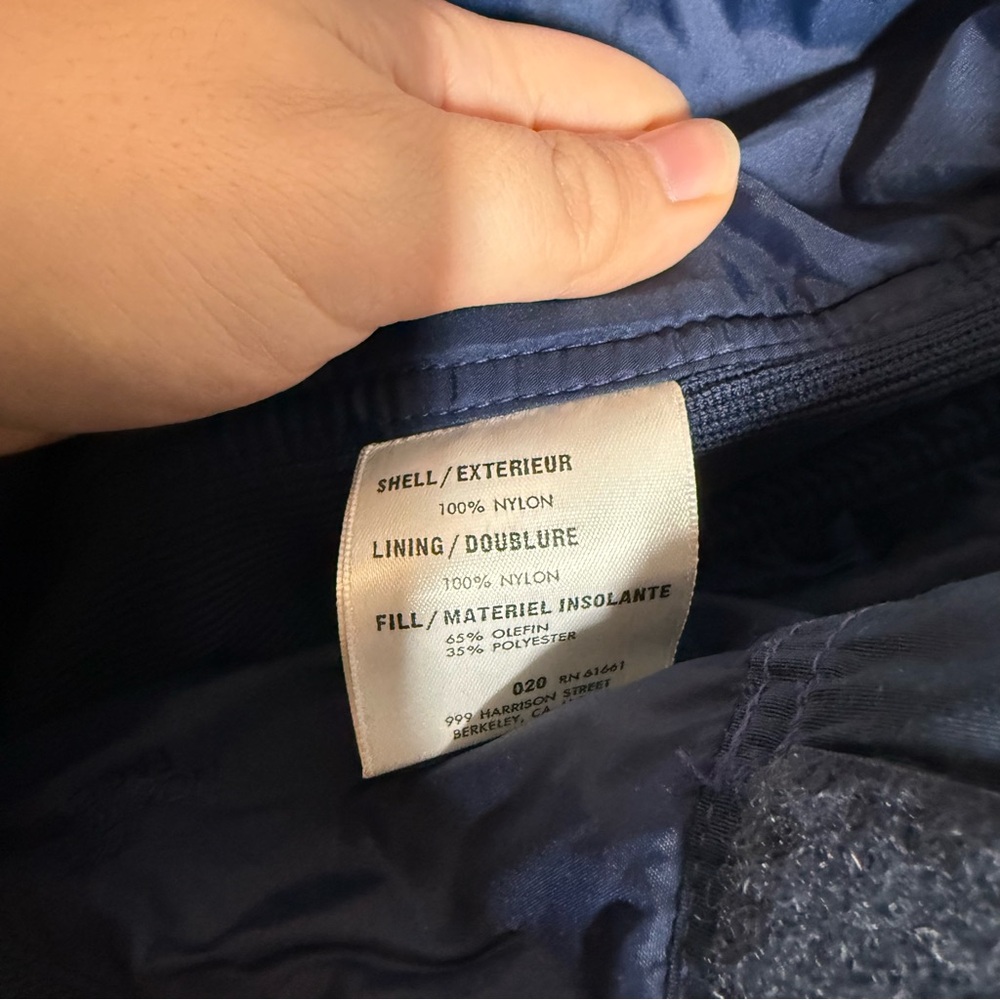 SHELL/EXTERIEUR
100% NYLON
LINING/DOUBLURE
100% NYLON
FILL/MATERIEL INSOLANTE
65% OLEFIN
35% POLYESTER
020 RN 61661
999 HARRISON STREET
BERKELEY, CA